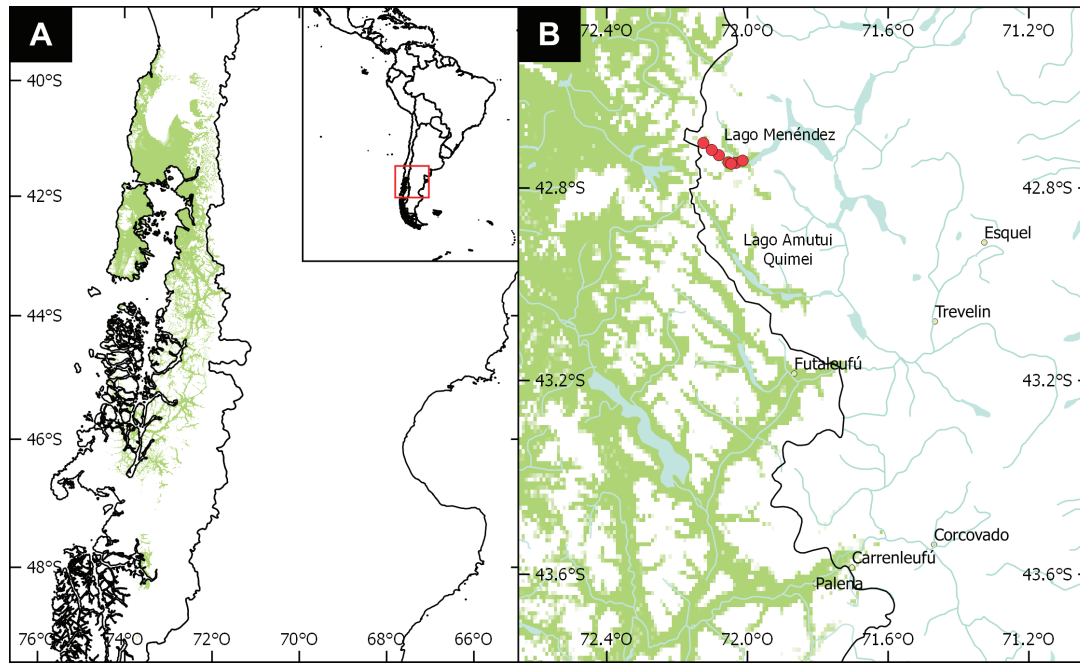 A
40°S
42°S
44°S
46°S
48°S
76°O
74°O
72°O
70°O
68°O
66°O
B
72.4°O
72.0°O
71.6°O
71.2°O
Lago Menéndez
42.8°S
42.8°S
Esquel
Lago Amutui
Quimei
Trevelin
Futaleufú
43.2°S
43.2°S
Corcovado
Carrenleufú
43.6°S
Palena
43.6°S
72.4°O
72.0°O
71.6°O
71.2°O